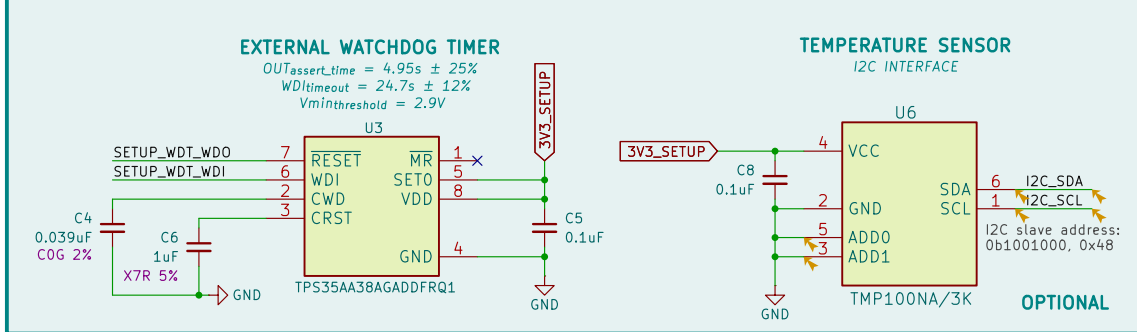 EXTERNAL WATCHDOG TIMER
OUTassert_time = 4.95s ± 25%
WDItimeout = 24.7s ± 12%
Vminthreshold = 2.9V
3V3_SETUP
U3
SETUP_WDT_WDO
7
RESET
MR
1
SETUP_WDT_WDI
6
WDI
SET0
5
2
CWD
VDD
8
3
CRST
C4
0.039uF
C0G 2%
C6
1uF
X7R 5%
C5
0.1uF
GND
4
GND
TPS35AA38AGADDFRQ1
GND
TEMPERATURE SENSOR
I2C INTERFACE
U6
3V3_SETUP
4
VCC
C8
0.1uF
SDA
6
I2C_SDA
2
GND
SCL
1
I2C_SCL
I2C slave address:
0b1001000, 0x48
5
ADD0
3
ADD1
GND
TMP100NA/3K
OPTIONAL